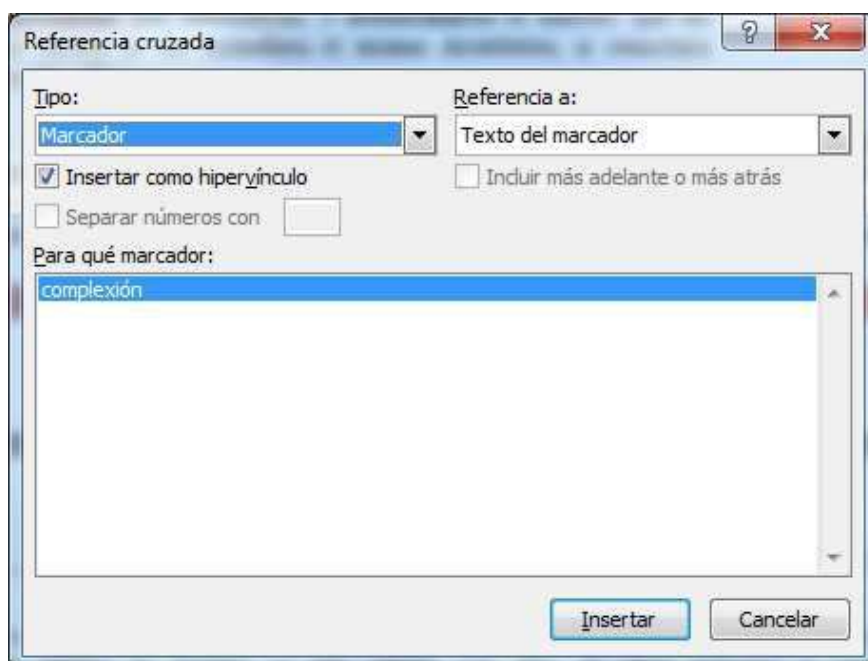 Referencia cruzada
Tipo: Referencia a:
Marcador Texto del marcador
Insertar como hipervínculo Incluir más adelante o más atrás
Separar números con
Para qué marcador:
complexión
Insertar Cancelar